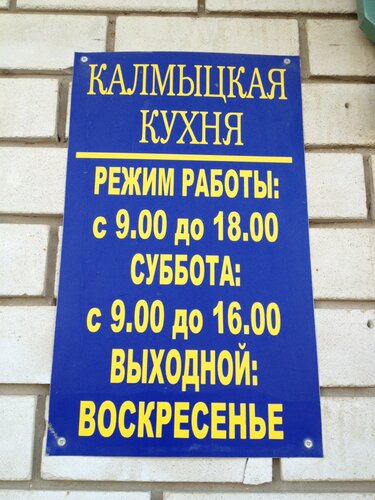 КАЛМЫЦКАЯ
КУХНЯ
РЕЖИМ РАБОТЫ:
с 9.00 до 18.00
СУББОТА:
с 9.00 до 16.00
ВЫХОДНОЙ:
ВОСКРЕСЕНЬЕ